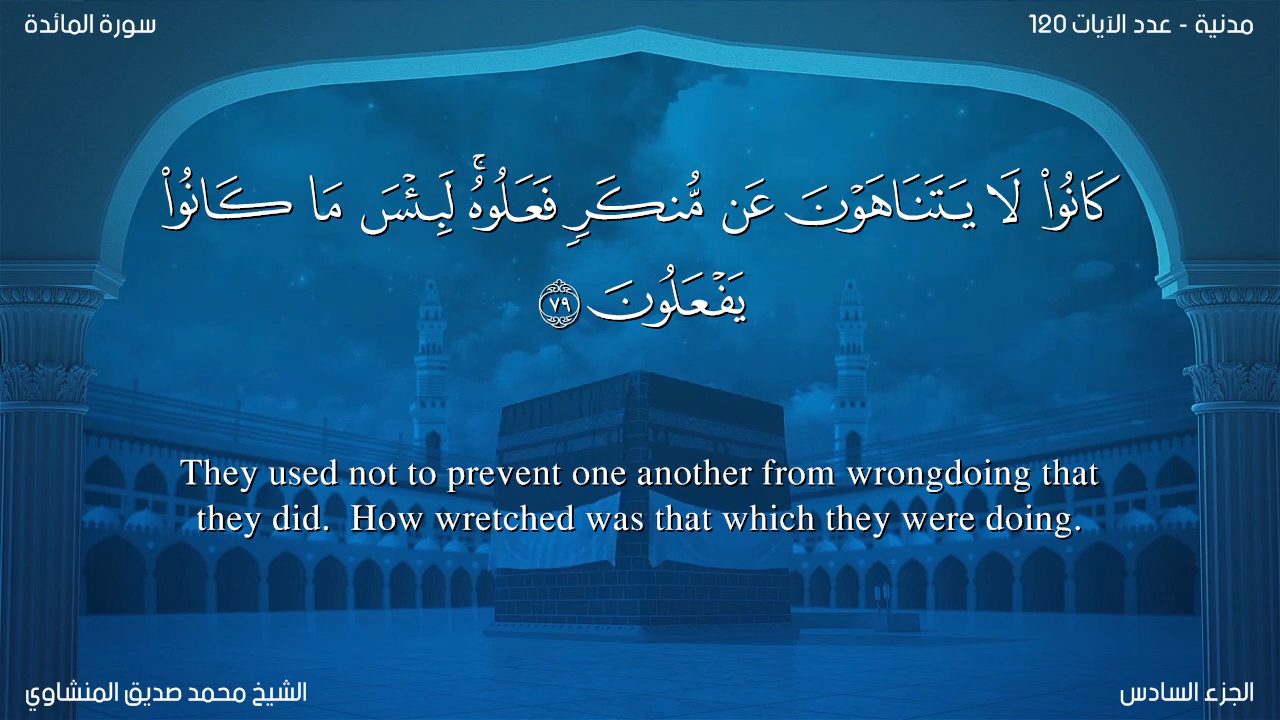 مدنية - عدد الآيات 120
سورة المائدة
كَانُوا۟ لَا يَتَنَاهَوْنَ عَن مُّنكَرٍ فَعَلُوهُ ۚ لَبِئْسَ مَا كَانُوا۟
يَفْعَلُونَ ٧٩
They used not to prevent one another from wrongdoing that
they did. How wretched was that which they were doing.
الجزء السادس
الشيخ محمد صديق المنشاوي